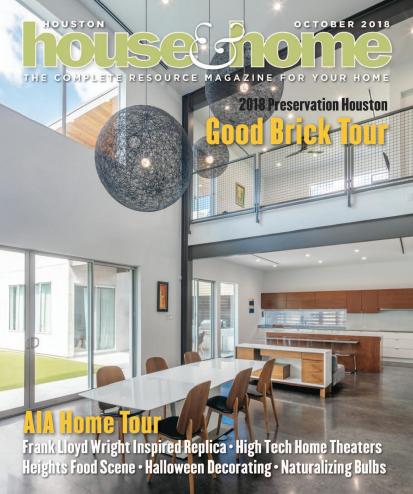 HOUSTON
OCTOBER 2018
house&home
THE COMPLETE RESOURCE MAGAZINE FOR YOUR HOME
2018 Preservation Houston
Good Brick Tour
AIA Home Tour
Frank Lloyd Wright Inspired Replica • High Tech Home Theaters
Heights Food Scene • Halloween Decorating • Naturalizing Bulbs